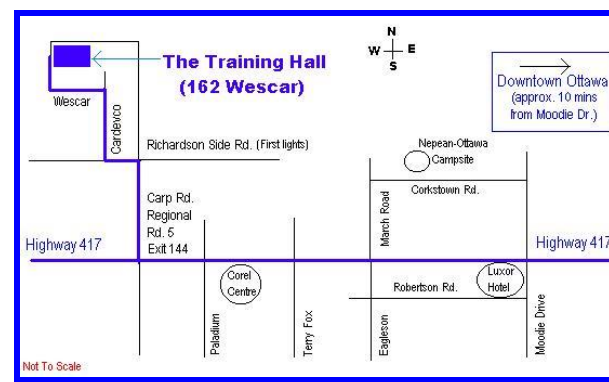 N
W E
S
The Training Hall
(162 Wescar)
Downtown Ottawa
(approx. 10 mins
from Moodie Dr.)
Wescar
Cardevco
Richardson Side Rd. (First lights)
Nepean-Ottawa
Campsite
Corkstown Rd.
March Road
Carp Rd.
Regional
Rd. 5
Exit 144
Highway 417
Highway 417
Corel
Centre
Luxor
Hotel
Robertson Rd.
Paladium
Terry Fox
Eagleson
Moodie Drive
Not To Scale